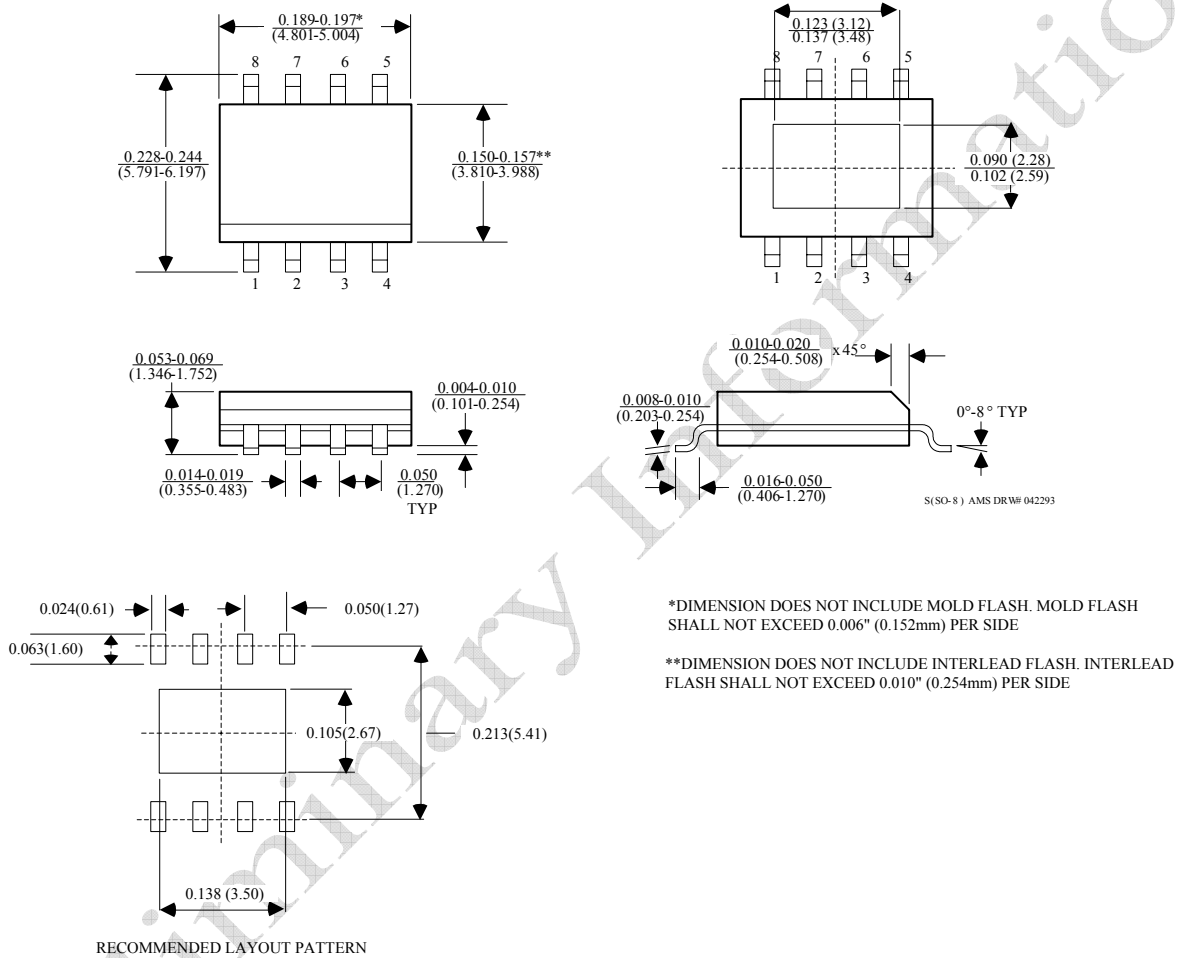 0.189-0.197*
(4.801-5.004)
8 7 6 5
0.228-0.244
(5.791-6.197)
0.150-0.157**
(3.810-3.988)
1 2 3 4
0.123 (3.12)
0.137 (3.48)
8 7 6 5
0.090 (2.28)
0.102 (2.59)
1 2 3 4
0.053-0.069
(1.346-1.752)
0.004-0.010
(0.101-0.254)
0.014-0.019
(0.355-0.483)
0.050
(1.270)
TYP
0.010-0.020
(0.254-0.508)
x 45°
0.008-0.010
(0.203-0.254)
0°-8° TYP
0.016-0.050
(0.406-1.270)
S (SO-8 ) AMS DRW# 042293
0.024(0.61)
0.050(1.27)
0.063(1.60)
0.105(2.67)
0.213(5.41)
0.138 (3.50)
RECOMMENDED LAYOUT PATTERN
*DIMENSION DOES NOT INCLUDE MOLD FLASH. MOLD FLASH
SHALL NOT EXCEED 0.006" (0.152mm) PER SIDE
**DIMENSION DOES NOT INCLUDE INTERLEAD FLASH. INTERLEAD
FLASH SHALL NOT EXCEED 0.010" (0.254mm) PER SIDE